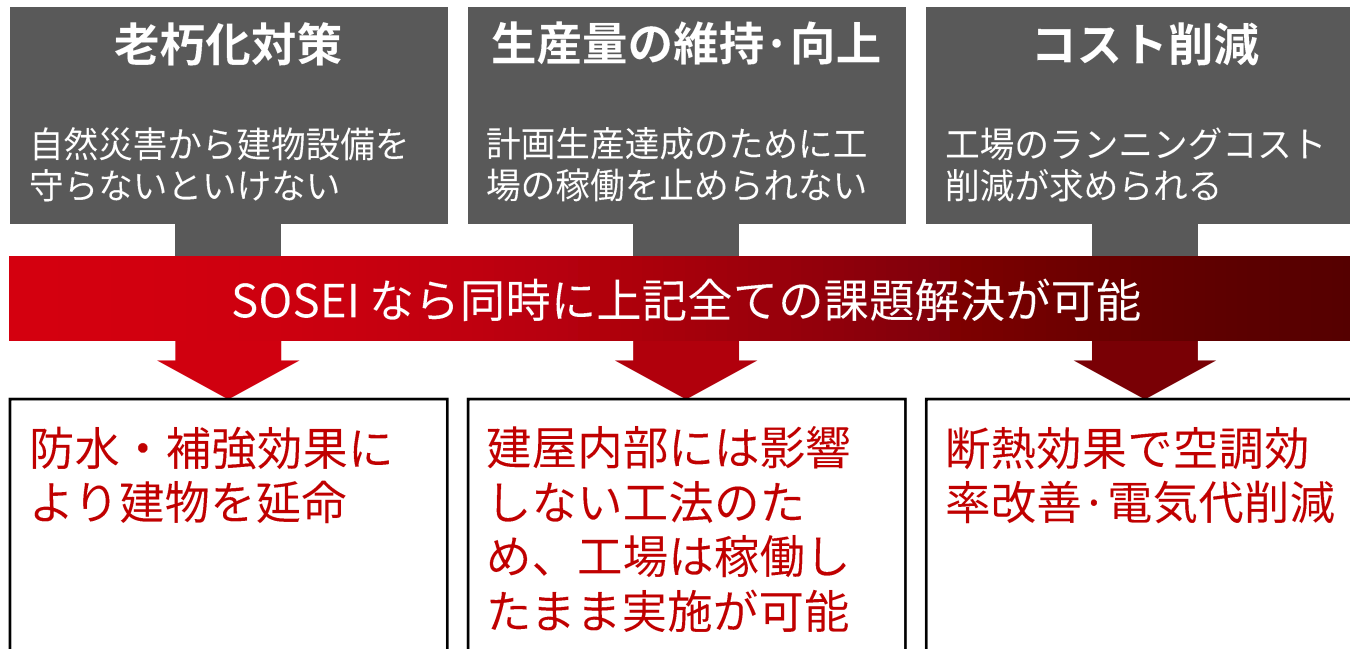 老朽化対策
自然災害から建物設備を
守らないといけない
生産量の維持･向上
計画生産達成のために工
場の稼働を止められない
コスト削減
工場のランニングコスト
削減が求められる
SOSEI なら同時に上記全ての課題解決が可能
防水・補強効果に
より建物を延命
建屋内部には影響
しない工法のた
め、工場は稼働し
たまま実施が可能
断熱効果で空調効
率改善･電気代削減